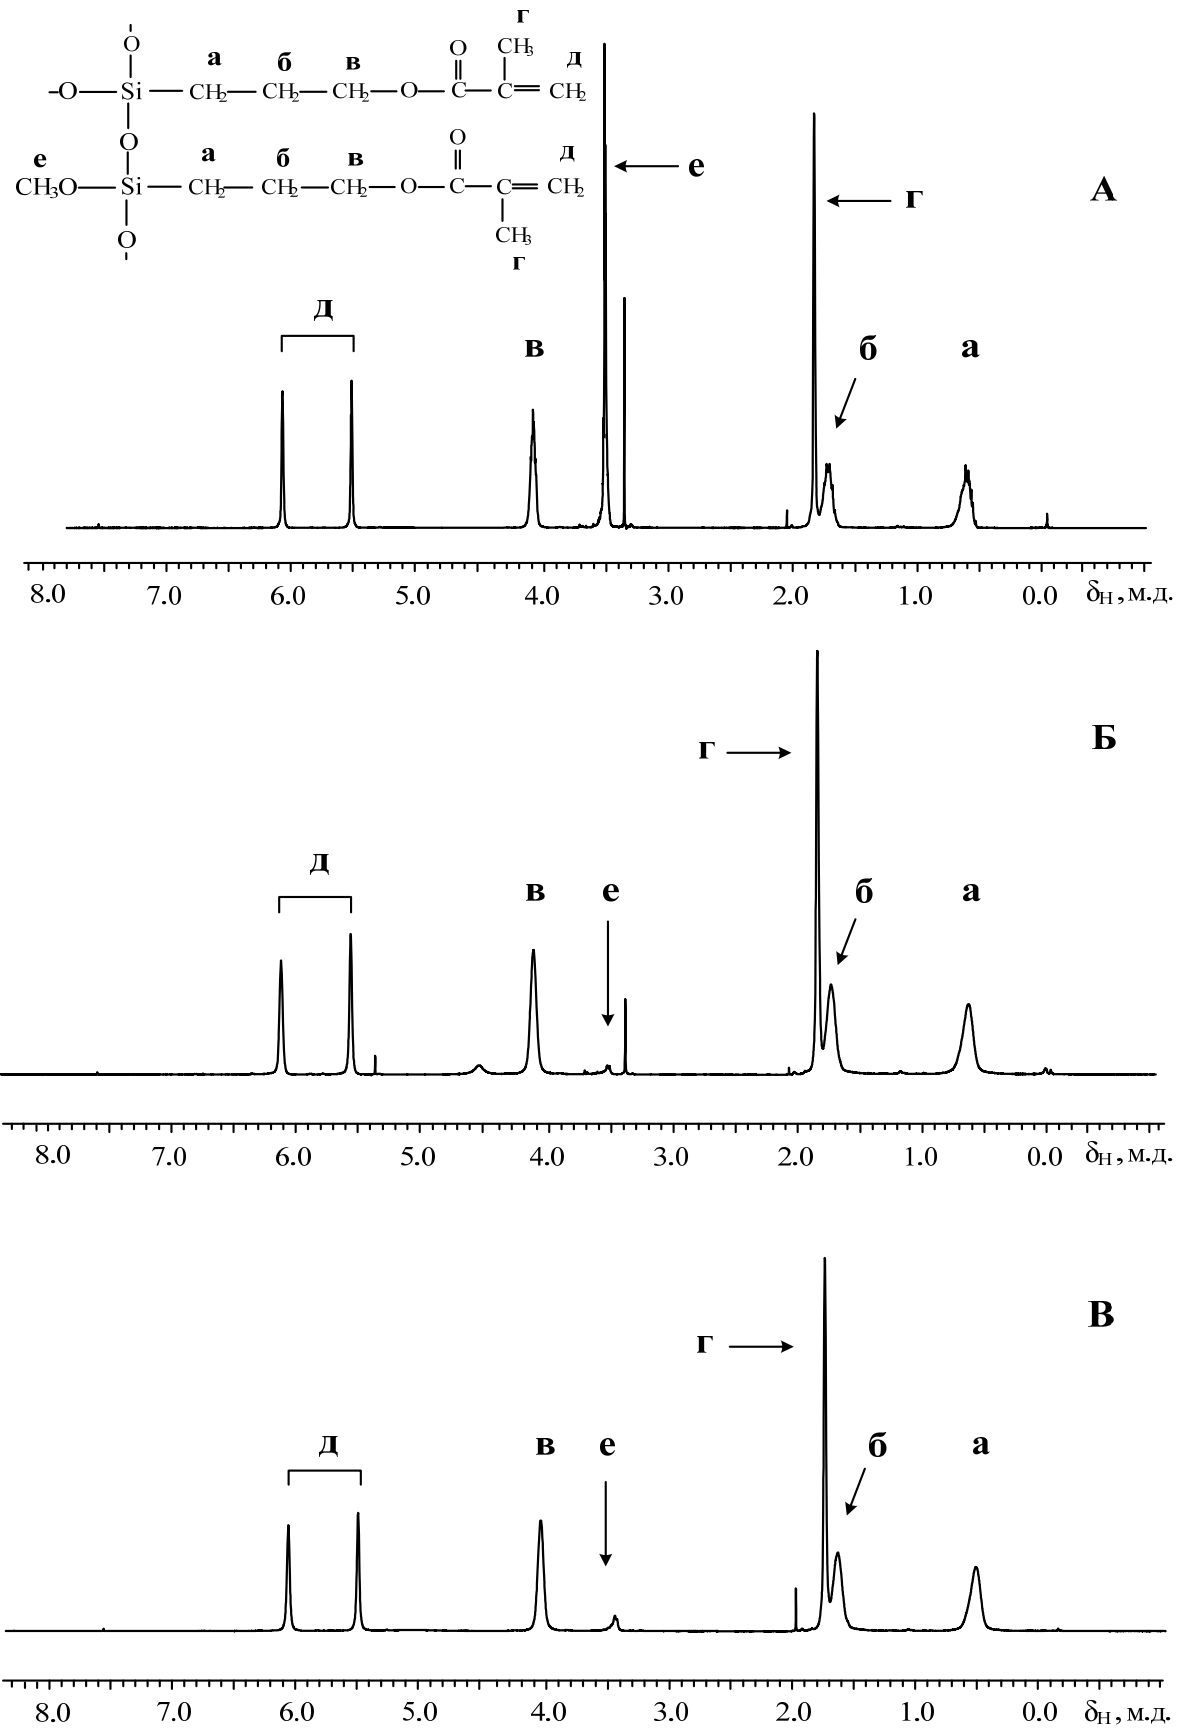 г
O O CH3 д
а б в
-O Si CH2 CH2 CH2 O C C CH2
O O
е а б в д
CH3O Si CH2 CH2 CH2 O C C CH2
O CH3
г
е
А
г
д
в б а
8.0 7.0 6.0 5.0 4.0 3.0 2.0 1.0 0.0 δH, м.д.
г Б
д
в е б а
8.0 7.0 6.0 5.0 4.0 3.0 2.0 1.0 0.0 δH, м.д.
В
г
д в е б а
8.0 7.0 6.0 5.0 4.0 3.0 2.0 1.0 0.0 δH, м.д.